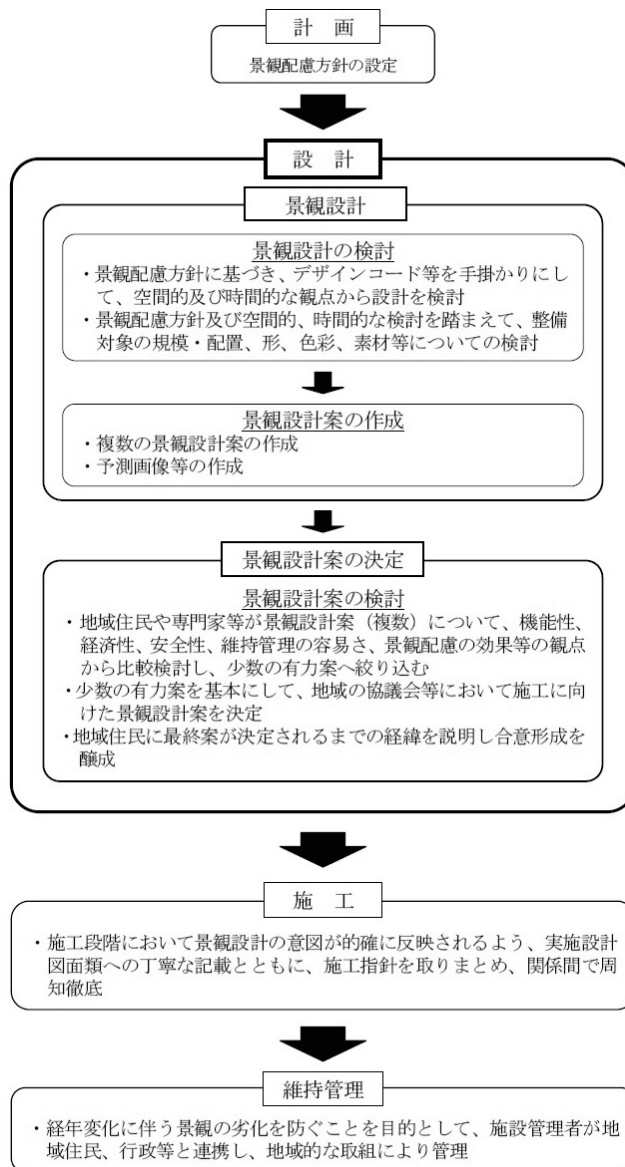 計　画
景観配慮方針の設定
設　計
景観設計
景観設計の検討
・景観配慮方針に基づき、デザインコード等を手掛かりにし
て、空間的及び時間的な観点から設計を検討
・景観配慮方針及び空間的、時間的な検討を踏まえて、整備
対象の規模・配置、形、色彩、素材等についての検討
景観設計案の作成
・複数の景観設計案の作成
・予測画像等の作成
景観設計案の決定
景観設計案の検討
・地域住民や専門家等が景観設計案（複数）について、機能性、
経済性、安全性、維持管理の容易さ、景観配慮の効果等の観点
から比較検討し、少数の有力案へ絞り込む
・少数の有力案を基本にして、地域の協議会等において施工に向
けた景観設計案を決定
・地域住民に最終案が決定されるまでの経緯を説明し合意形成を
醸成
施　工
・施工段階において景観設計の意図が的確に反映されるよう、実施設計
図面類への丁寧な記載とともに、施工指針を取りまとめ、関係間で周
知徹底
維持管理
・経年変化に伴う景観の劣化を防ぐことを目的として、施設管理者が地
域住民、行政等と連携し、地域的な取組により管理